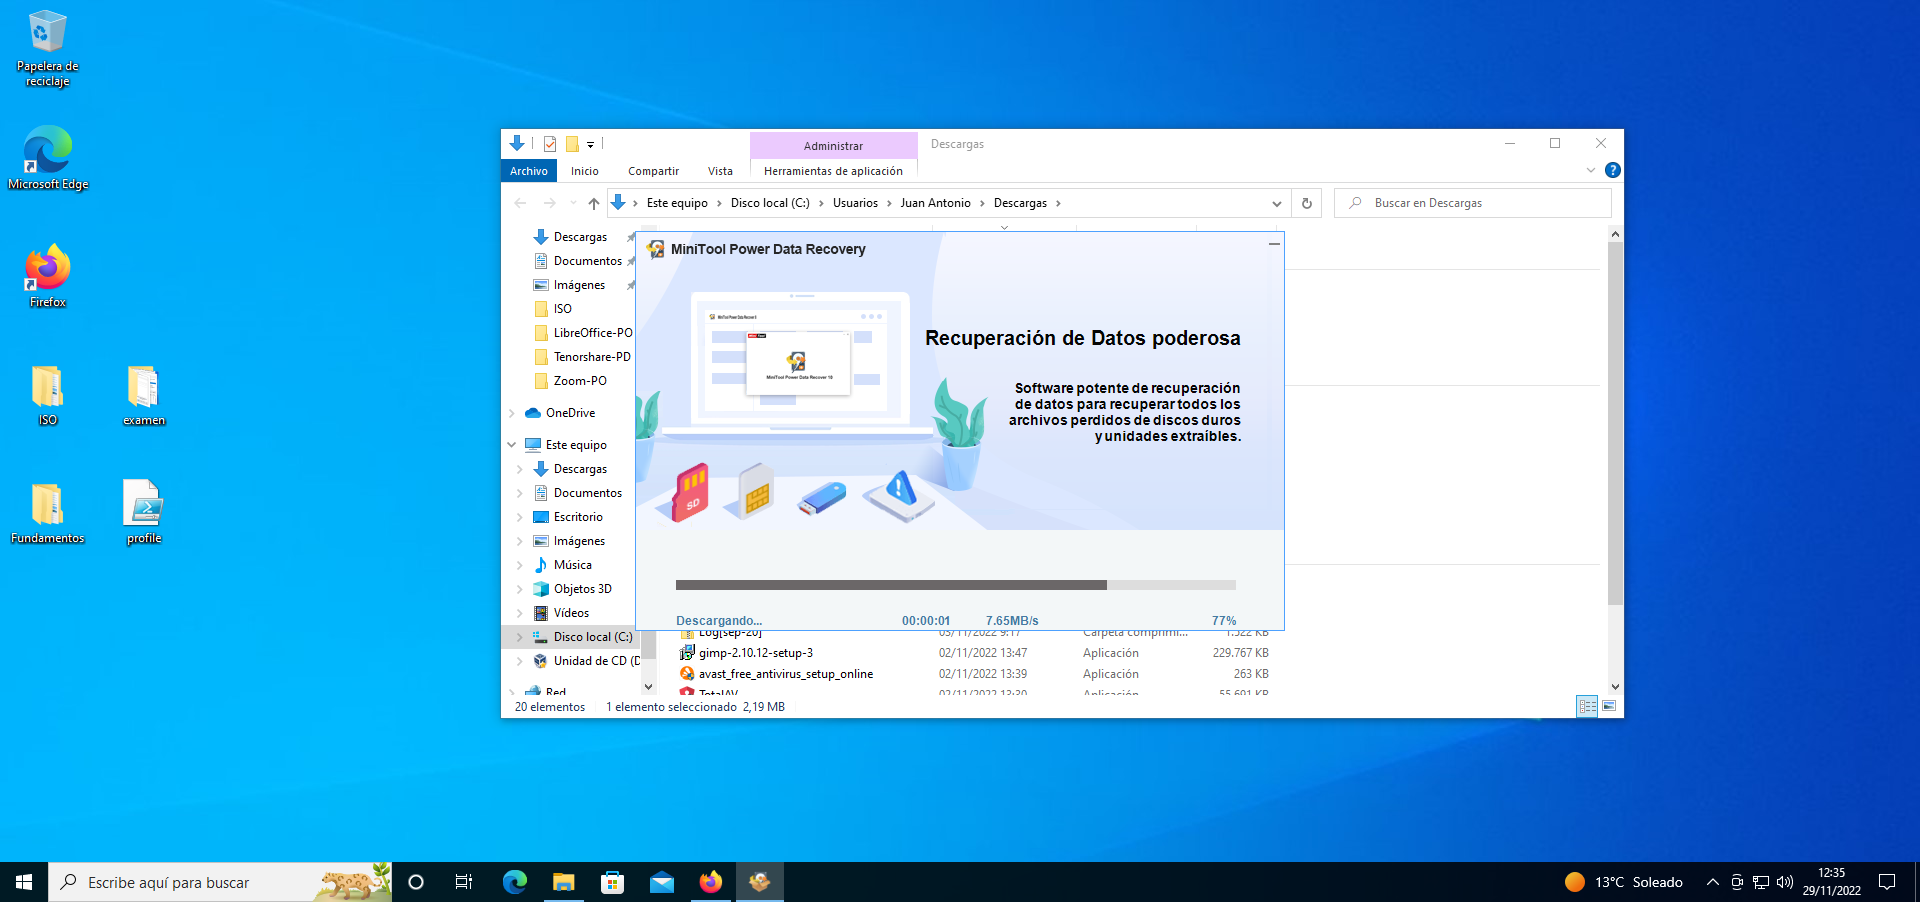 Papelera de
reciclaje
Microsoft Edge
Firefox
ISO
examen
Fundamentos
profile
Administrar
Descargas
Archivo
Inicio
Compartir
Vista
Herramientas de aplicación
Este equipo
Disco local (C:)
Usuarios
Juan Antonio
Descargas
Buscar en Descargas
Descargas
Documentos
Imágenes
ISO
LibreOffice-PO
Tenorshare-PD
Zoom-PO
OneDrive
Este equipo
Descargas
Documentos
Escritorio
Imágenes
Música
Objetos 3D
Vídeos
Disco local (C:)
Unidad de CD (D
Red
MiniTool Power Data Recovery
MiniTool Power Data Recover 10
SD
Recuperación de Datos poderosa
Software potente de recuperación
de datos para recuperar todos los
archivos perdidos de discos duros
y unidades extraíbles.
Descargando... 00:00:01 7.65MB/s 77%
Log[sep-20] 03/11/2022 9:17 Carpeta comprimi... 1.522 KB
gimp-2.10.12-setup-3 02/11/2022 13:47 Aplicación 229.767 KB
avast_free_antivirus_setup_online 02/11/2022 13:39 Aplicación 263 KB
TotalAV 02/11/2022 13:30 Aplicación 55.691 KB
20 elementos 1 elemento seleccionado 2,19 MB
Escribe aquí para buscar
13°C Soleado
12:35
29/11/2022